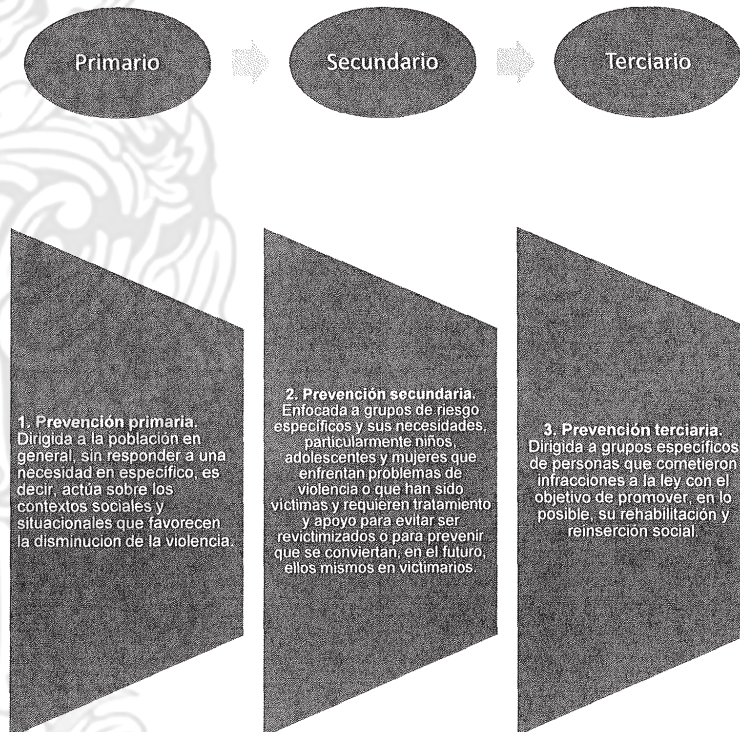 Primario
Secundario
Terciario
1. Prevención primaria.
Dirigida a la población en
general, sin responder a una
necesidad en específico, es
decir, actúa sobre los
contextos sociales y
situacionales que favorecen
la disminucion de la violencia.
2. Prevención secundaria.
Enfocada a grupos de riesgo
específicos y sus necesidades,
particularmente niños,
adolescentes y mujeres que
enfrentan problemas de
violencia o que han sido
víctimas y requieren tratamiento
y apoyo para evitar ser
revictimizados o para prevenir
que se conviertan, en el futuro,
ellos mismos en victimarios.
3. Prevención terciaria.
Dirigida a grupos específicos
de personas que cometieron
infracciones a la ley con el
objetivo de promover, en lo
posible, su rehabilitación y
reinserción social.